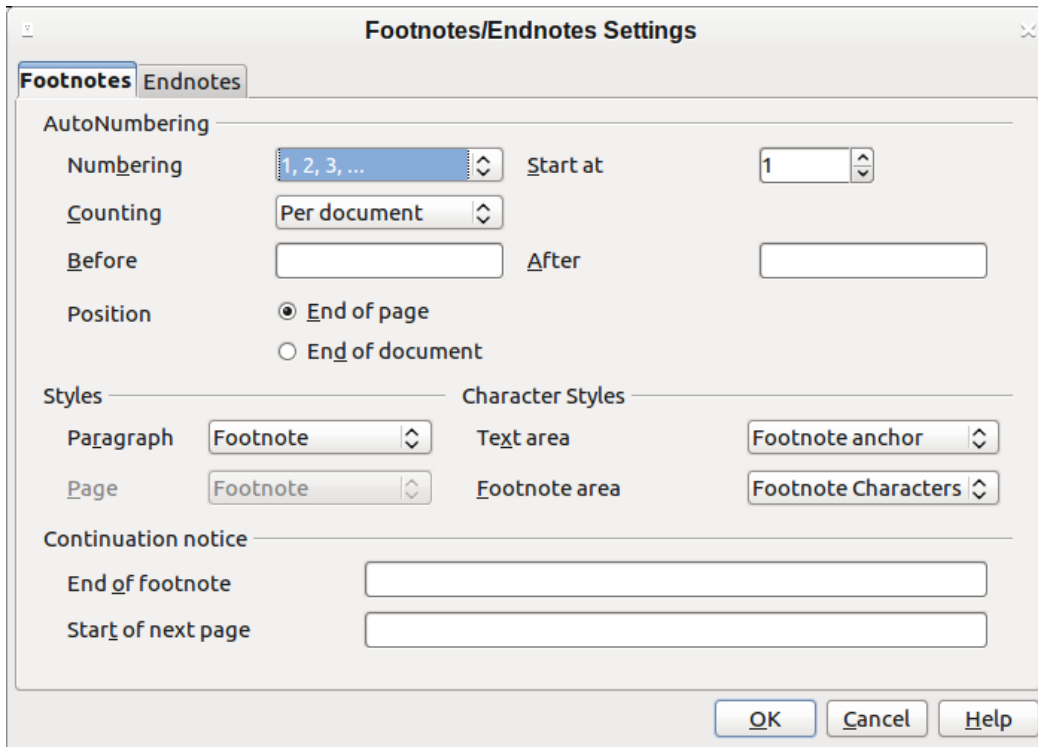 Footnotes/Endnotes Settings
Footnotes Endnotes
AutoNumbering
Numbering 1, 2, 3, ... Start at 1
Counting Per document
Before After
Position End of page
End of document
Styles Character Styles
Paragraph Footnote Text area Footnote anchor
Page Footnote Footnote area Footnote Characters
Continuation notice
End of footnote
Start of next page
OK Cancel Help